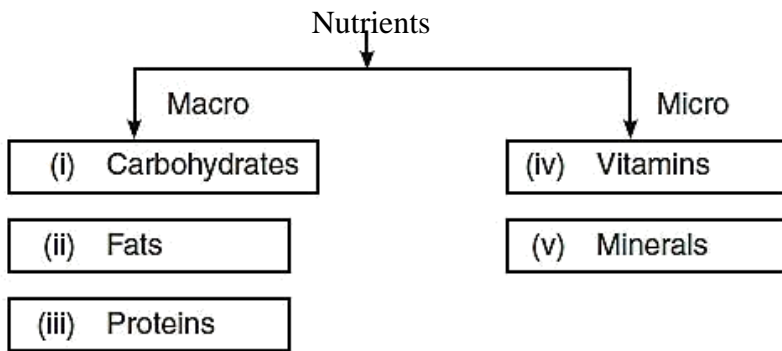 Nutrients
Macro
Micro
(i) Carbohydrates
(iv) Vitamins
(ii) Fats
(v) Minerals
(iii) Proteins